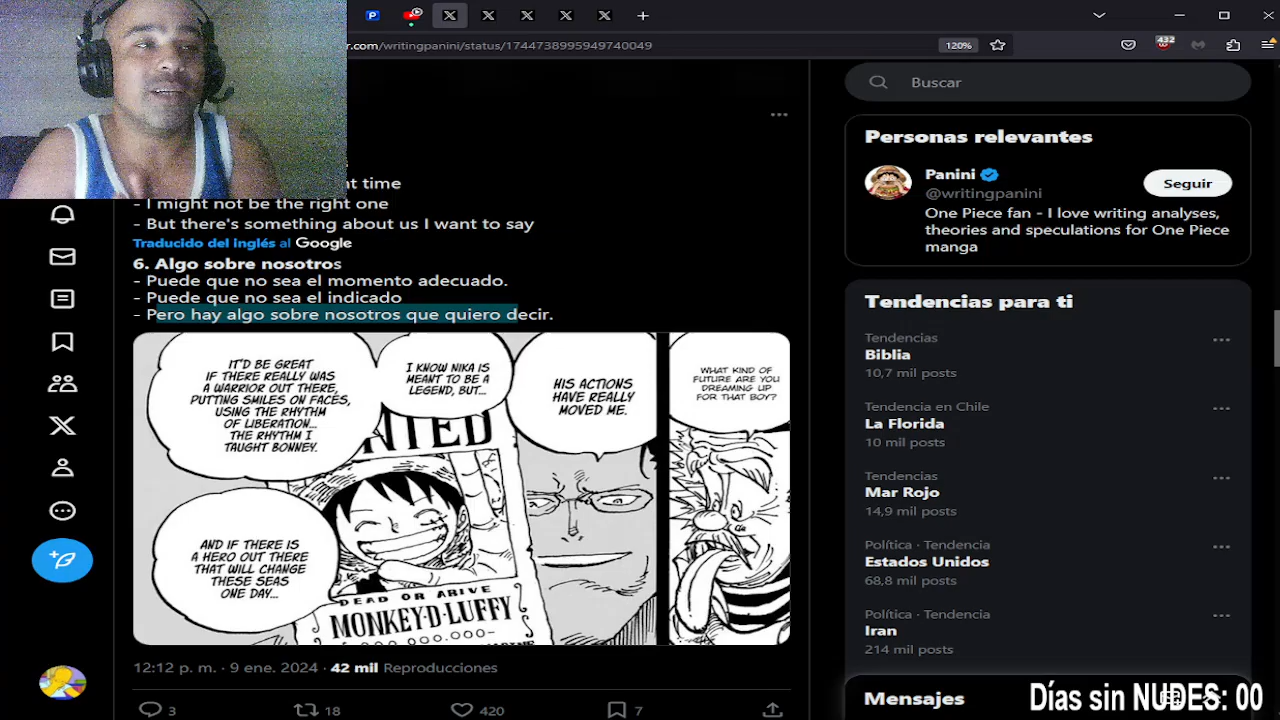 432
r.com/writingpanini/status/1744738995949740049
120%
Buscar
Personas relevantes
Panini
@writingpanini
Seguir
One Piece fan - I love writing analyses,
theories and speculations for One Piece
manga
t time
- I might not be the right one
- But there's something about us I want to say
Traducido del inglés al Google
6. Algo sobre nosotros
- Puede que no sea el momento adecuado.
- Puede que no sea el indicado
- Pero hay algo sobre nosotros que quiero decir.
IT'D BE GREAT
IF THERE REALLY WAS
A WARRIOR OUT THERE,
PUTTING SMILES ON FACES,
USING THE RHYTHM
OF LIBERATION...
THE RHYTHM I
TAUGHT BONNEY.
I KNOW NIKA IS
MEANT TO BE A
LEGEND, BUT...
HIS ACTIONS
HAVE REALLY
MOVED ME.
WHAT KIND OF
FUTURE ARE YOU
DREAMING UP
FOR THAT BOY?
AND IF THERE IS
A HERO OUT THERE
THAT WILL CHANGE
THESE SEAS
ONE DAY...
NTED
DEAD OR ARIVE
MONKEY·D·LUFFY
12:12 p. m. · 9 ene. 2024 · 42 mil Reproducciones
3
18
420
7
Tendencias para ti
Tendencias
Biblia
10,7 mil posts
Tendencia en Chile
La Florida
10 mil posts
Tendencias
Mar Rojo
14,9 mil posts
Política · Tendencia
Estados Unidos
68,8 mil posts
Política · Tendencia
Iran
214 mil posts
Mensajes
Días sin NUDES: 00